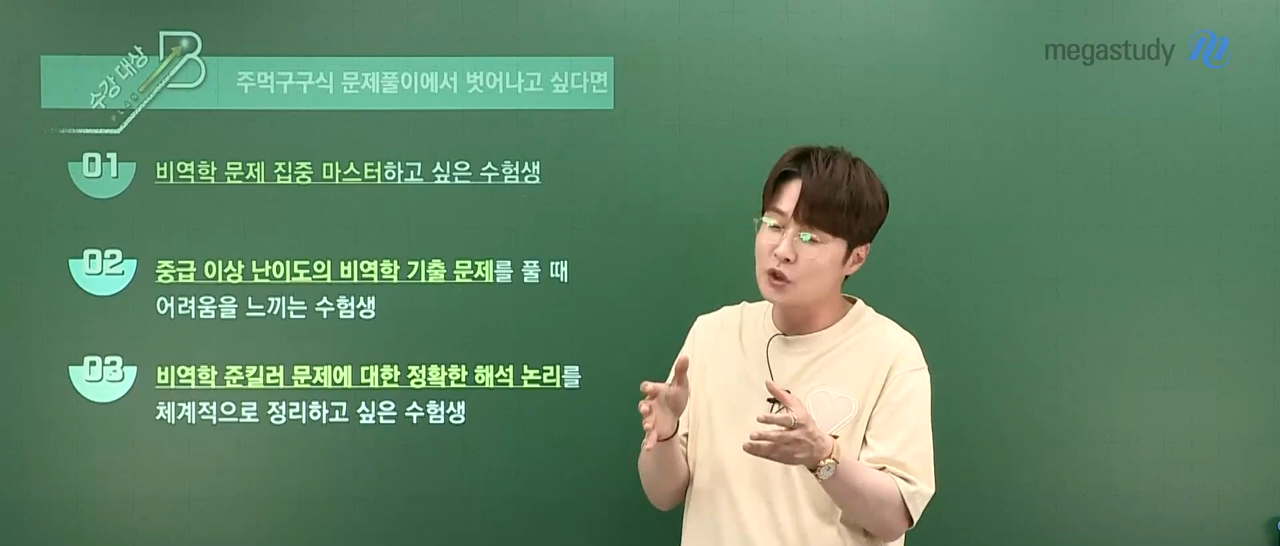 수강 대상
PLAN
B
주먹구구식 문제풀이에서 벗어나고 싶다면
megastudy
01
비역학 문제 집중 마스터하고 싶은 수험생
02
중급 이상 난이도의 비역학 기출 문제를 풀 때
어려움을 느끼는 수험생
03
비역학 준킬러 문제에 대한 정확한 해석 논리를
체계적으로 정리하고 싶은 수험생